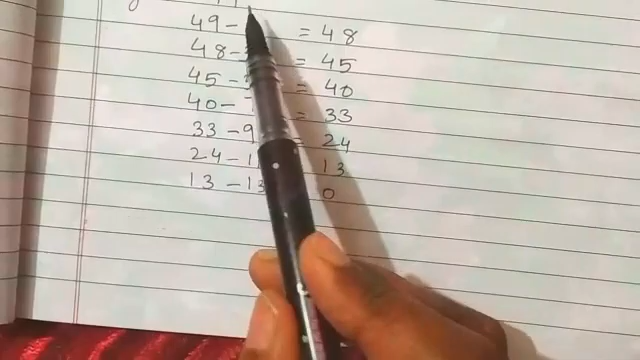 49 - = 48
48 - = 45
45 - = 40
40 - = 33
33 - 9 = 24
24 - 11 13
13 - 13 0